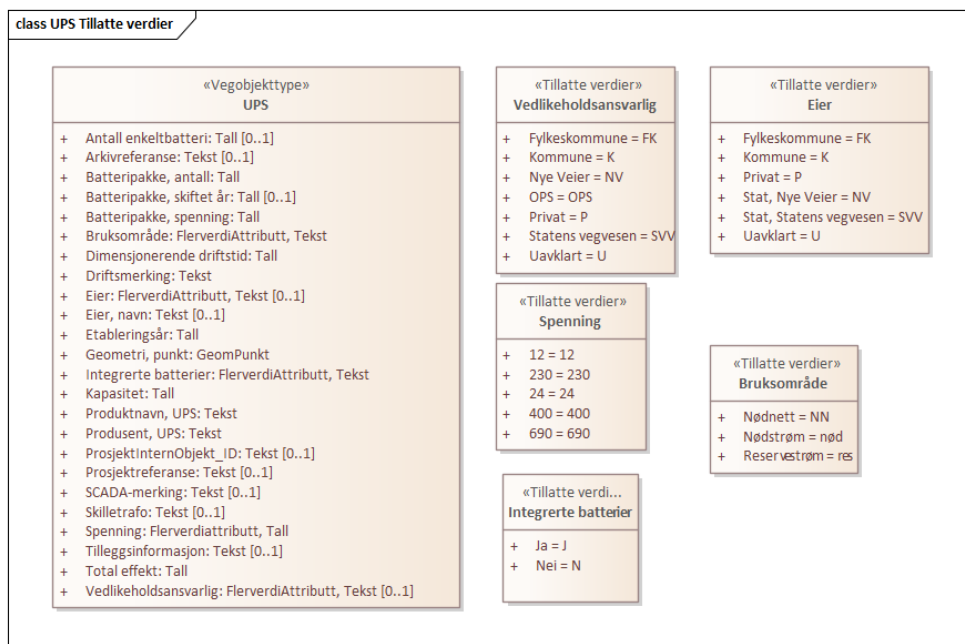 class UPS Tillatte verdier
«Vegobjekttype»
UPS
+ Antall enkeltbatteri: Tall [0..1]
+ Arkivreferanse: Tekst [0..1]
+ Batteripakke, antall: Tall
+ Batteripakke, skiftet år: Tall [0..1]
+ Batteripakke, spenning: Tall
+ Bruksområde: FlerverdiAttributt, Tekst
+ Dimensjonerende driftstid: Tall
+ Driftsmerking: Tekst
+ Eier: FlerverdiAttributt, Tekst [0..1]
+ Eier, navn: Tekst [0..1]
+ Etableringsår: Tall
+ Geometri, punkt: GeomPunkt
+ Integrerte batterier: FlerverdiAttributt, Tekst
+ Kapasitet: Tall
+ Produktnavn, UPS: Tekst
+ Produsent, UPS: Tekst
+ ProsjektInternObjekt_ID: Tekst [0..1]
+ Prosjektreferanse: Tekst [0..1]
+ SCADA-merking: Tekst [0..1]
+ Skilletrafo: Tekst [0..1]
+ Spenning: Flerverdiattributt, Tall
+ Tilleggsinformasjon: Tekst [0..1]
+ Total effekt: Tall
+ Vedlikeholdsansvarlig: FlerverdiAttributt, Tekst [0..1]
«Tillatte verdier»
Vedlikeholdsansvarlig
+ Fylkeskommune = FK
+ Kommune = K
+ Nye Veier = NV
+ OPS = OPS
+ Privat = P
+ Statens vegvesen = SVV
+ Uavklart = U
«Tillatte verdier»
Eier
+ Fylkeskommune = FK
+ Kommune = K
+ Privat = P
+ Stat, Nye Veier = NV
+ Stat, Statens vegvesen = SVV
+ Uavklart = U
«Tillatte verdier»
Spenning
+ 12 = 12
+ 230 = 230
+ 24 = 24
+ 400 = 400
+ 690 = 690
«Tillatte verdier»
Bruksområde
+ Nødnett = NN
+ Nødstrøm = nød
+ Reservestrøm = res
«Tillatte verdi...
Integrerte batterier
+ Ja = J
+ Nei = N